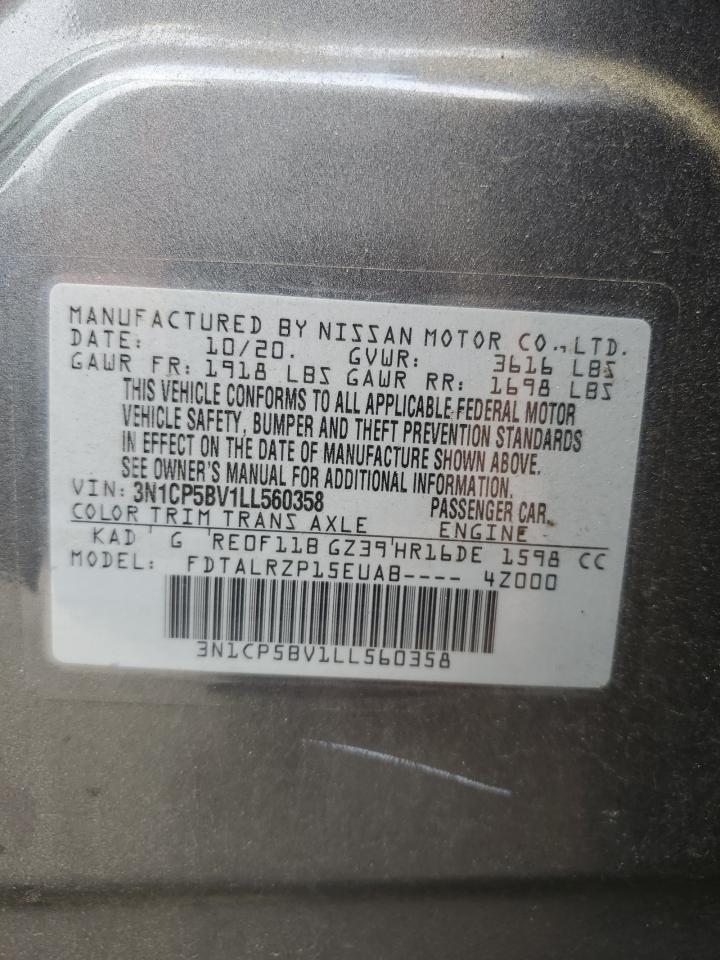 MANUFACTURED BY NISSAN MOTOR CO.,LTD.
DATE: 10/20. GVWR: 3616 LBS
GAWR FR: 1918 LBS GAWR RR: 1698 LBS
THIS VEHICLE CONFORMS TO ALL APPLICABLE FEDERAL MOTOR
VEHICLE SAFETY, BUMPER AND THEFT PREVENTION STANDARDS
IN EFFECT ON THE DATE OF MANUFACTURE SHOWN ABOVE.
SEE OWNER'S MANUAL FOR ADDITIONAL INFORMATION.
VIN: 3N1CP5BV1LL560358 PASSENGER CAR
COLOR TRIM TRANS AXLE ENGINE
KAD G RE0F11B GZ39 HR16DE 1598 CC
MODEL: FDTALRZP15EUAB---- 4Z000
3N1CP5BV1LL560358